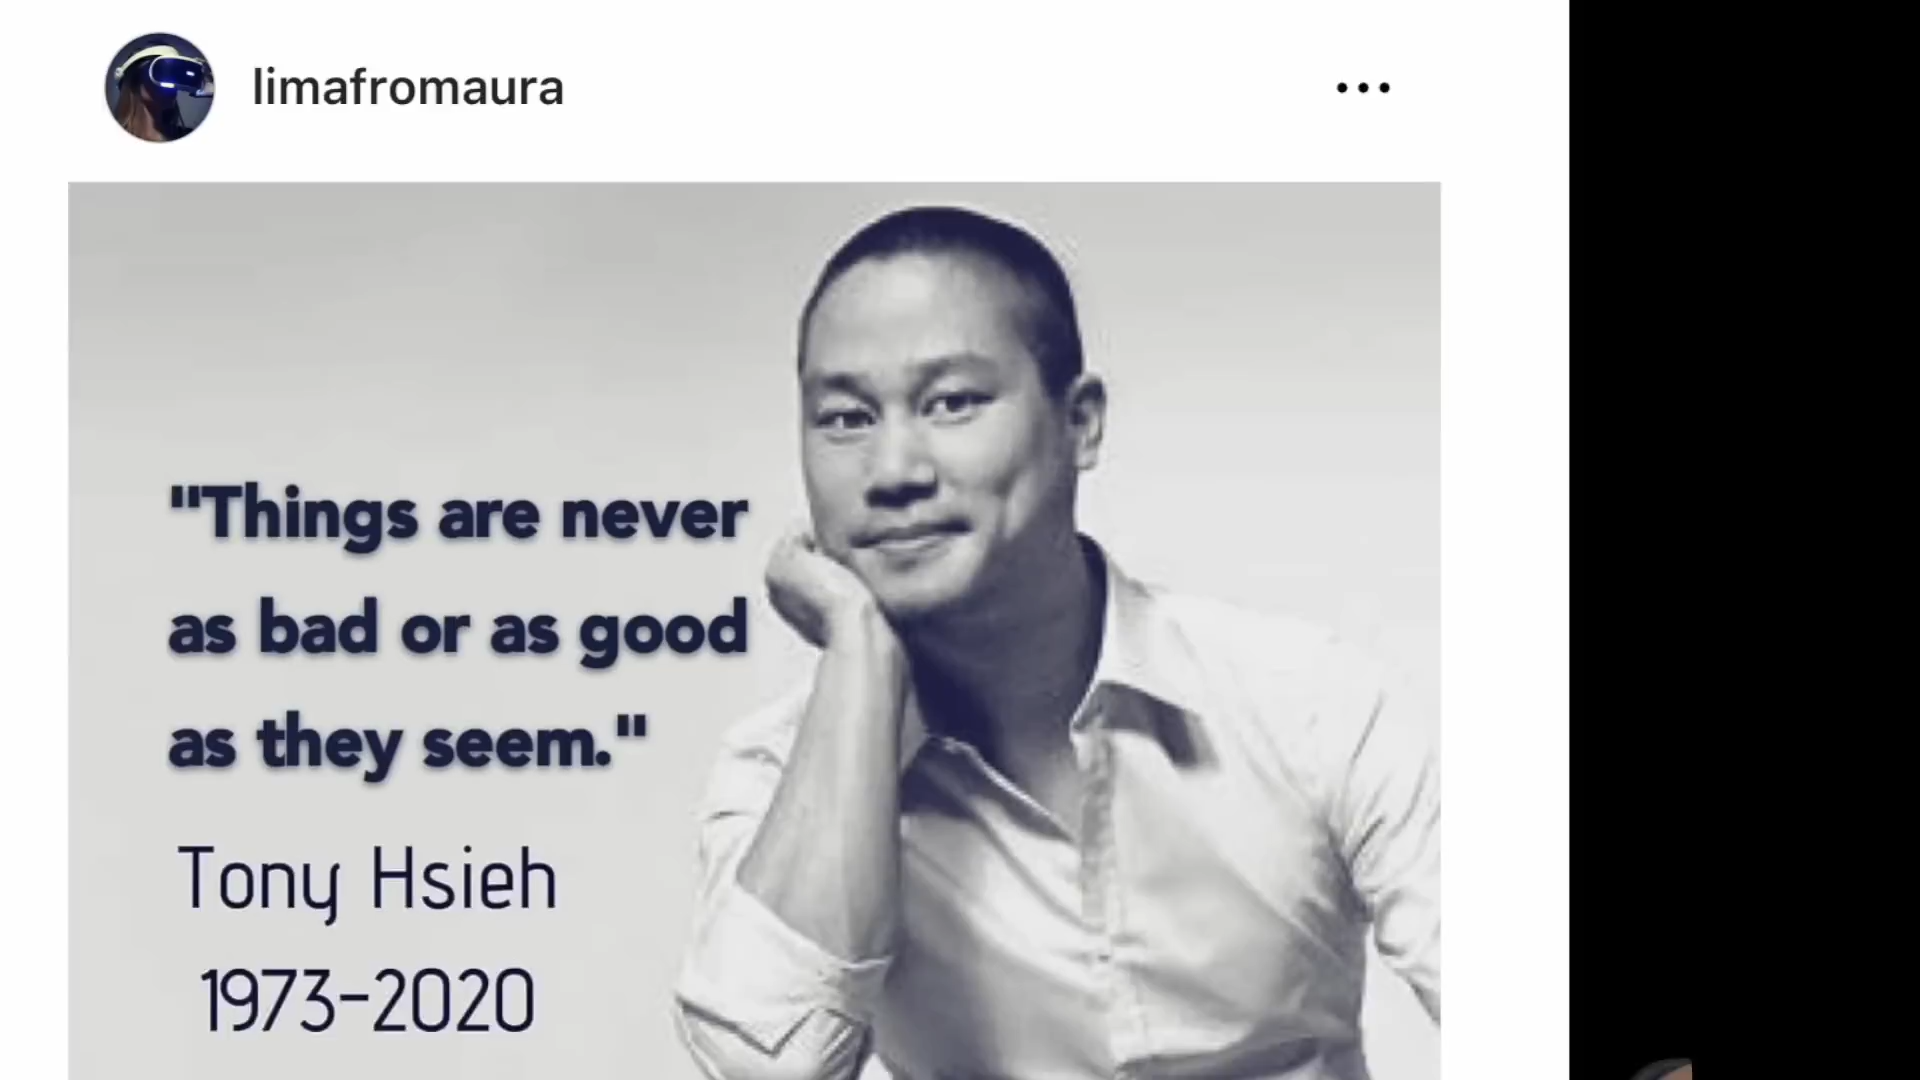 limafromaura
"Things are never
as bad or as good
as they seem."
Tony Hsieh
1973-2020